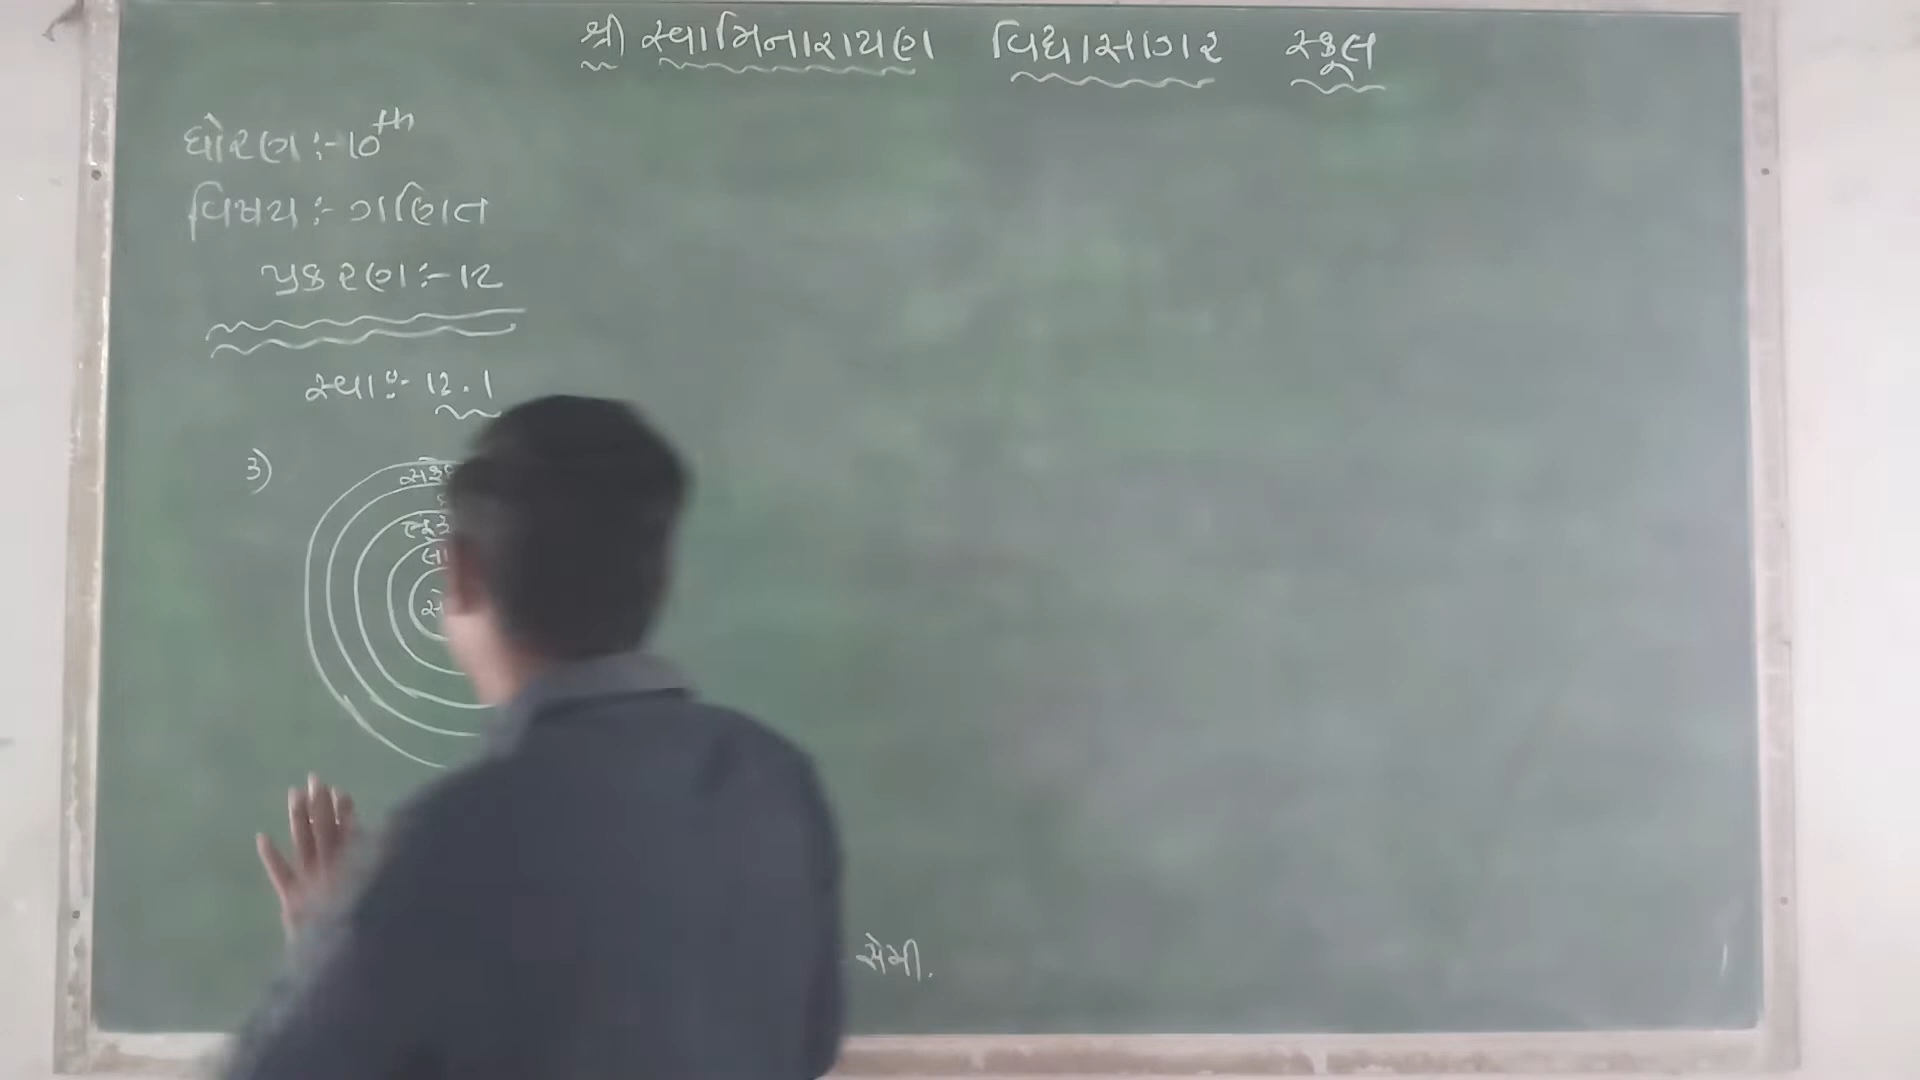 શ્રી સ્વામિનારાયણ વિદ્યાસાગર સ્કૂલ
ધોરણ :- 10th
વિષય :- ગણિત
પ્રકરણ :- 12
સ્વા :- 12.1
3)
સેમી.